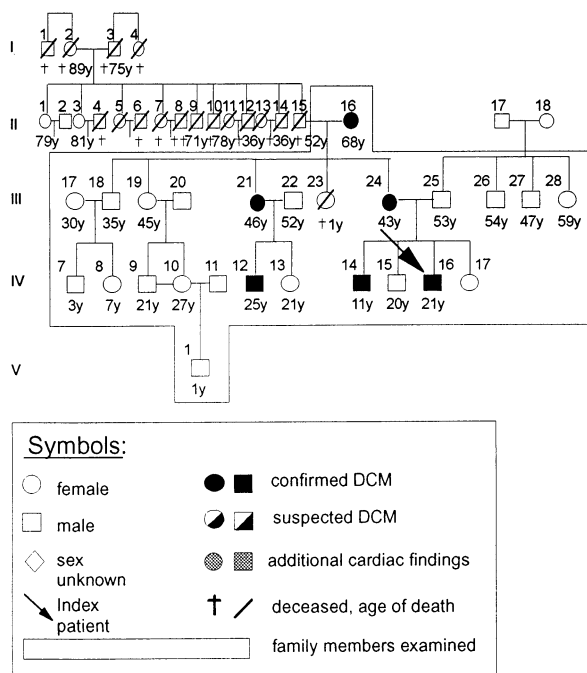 1 2 3 4
I
† †89y †75y †
1 2 3 4 5 6 7 8 9 10 11 12 13 14 15 16 17 18
II
79y 81y † † † †† 71y †78y †36y †36y †52y 68y
17 18 19 20 21 22 23 24 25 26 27 28
III
30y 35y 45y 46y 52y †1y 43y 53y 54y 47y 59y
7 8 9 10 11 12 13 14 15 16 17
IV
3y 7y 21y 27y 25y 21y 11y 20y 21y
1
V
1y
Symbols:
female
confirmed DCM
male
suspected DCM
sex
unknown
additional cardiac findings
Index
patient
† deceased, age of death
family members examined